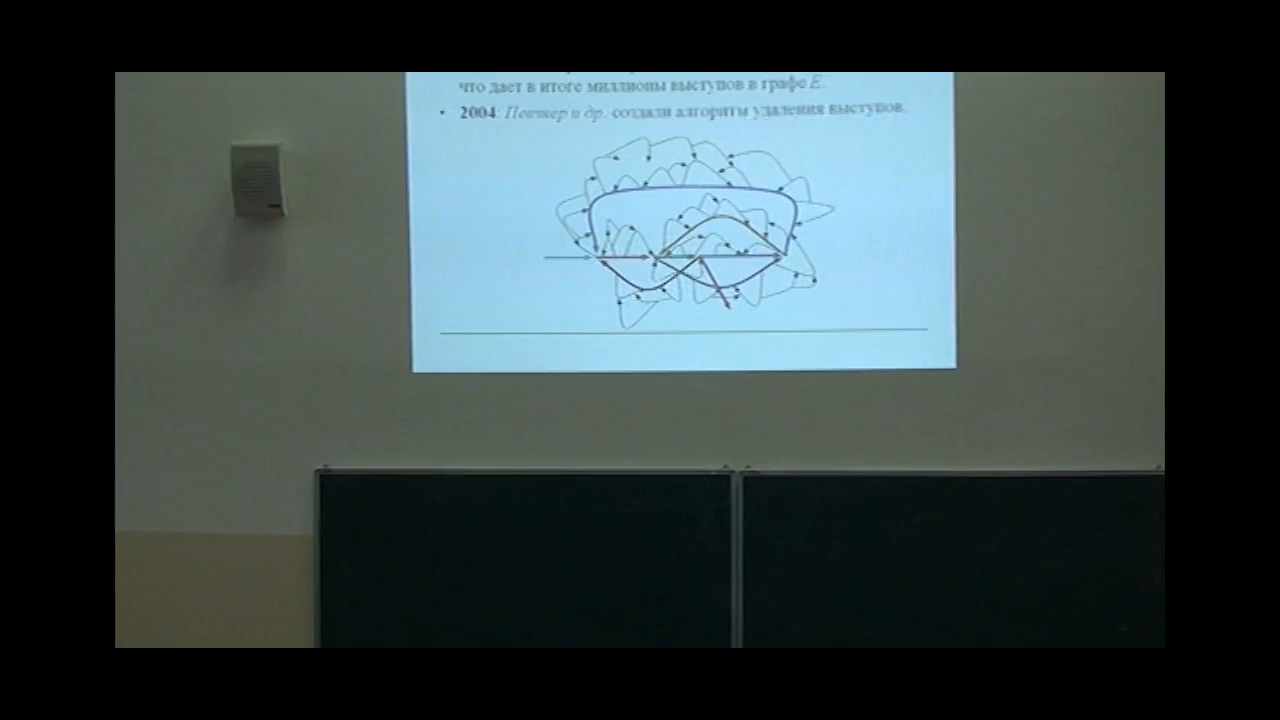 что дает в итоге миллионы выступов в графе E.
• 2004: Певзнер и др. создали алгоритм удаления выступов.